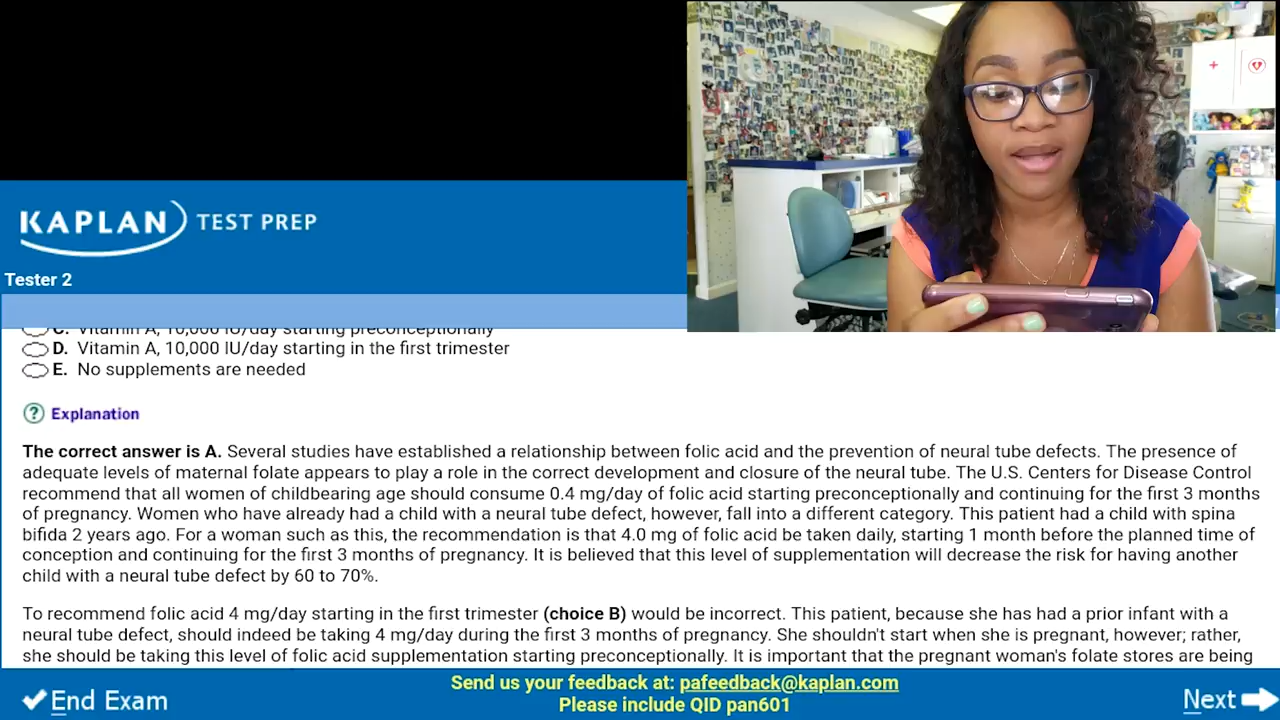 KAPLAN TEST PREP
Tester 2
C. Vitamin A, 10,000 IU/day starting preconceptionally
D. Vitamin A, 10,000 IU/day starting in the first trimester
E. No supplements are needed
? Explanation
The correct answer is A. Several studies have established a relationship between folic acid and the prevention of neural tube defects. The presence of
adequate levels of maternal folate appears to play a role in the correct development and closure of the neural tube. The U.S. Centers for Disease Control
recommend that all women of childbearing age should consume 0.4 mg/day of folic acid starting preconceptionally and continuing for the first 3 months
of pregnancy. Women who have already had a child with a neural tube defect, however, fall into a different category. This patient had a child with spina
bifida 2 years ago. For a woman such as this, the recommendation is that 4.0 mg of folic acid be taken daily, starting 1 month before the planned time of
conception and continuing for the first 3 months of pregnancy. It is believed that this level of supplementation will decrease the risk for having another
child with a neural tube defect by 60 to 70%.
To recommend folic acid 4 mg/day starting in the first trimester (choice B) would be incorrect. This patient, because she has had a prior infant with a
neural tube defect, should indeed be taking 4 mg/day during the first 3 months of pregnancy. She shouldn't start when she is pregnant, however; rather,
she should be taking this level of folic acid supplementation starting preconceptionally. It is important that the pregnant woman's folate stores are being
Send us your feedback at: pafeedback@kaplan.com
Please include QID pan601
End Exam
Next